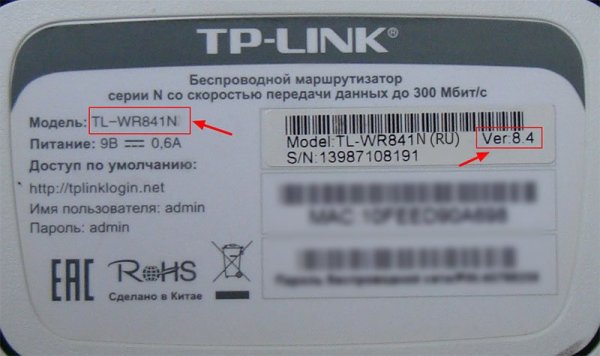 TP-LINK®
Беспроводной маршрутизатор
серии N со скоростью передачи данных до 300 Мбит/с
Модель: TL-WR841N
Питание: 9В 0,6А
Доступ по умолчанию:
http://tplinklogin.net
Имя пользователя: admin
Пароль: admin
EAC RoHS
Сделано в Китае
Model:TL-WR841N (RU) Ver:8.4
S/N:13987108191